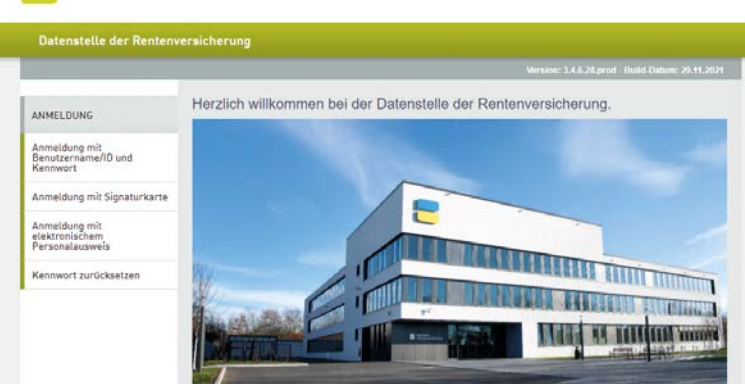 Datenstelle der Rentenversicherung
Version: 3.4.6.28.prod - Build-Datum: 29.11.2021
ANMELDUNG
Anmeldung mit
Benutzername/ID und
Kennwort
Anmeldung mit Signaturkarte
Anmeldung mit
elektronischem
Personalausweis
Kennwort zurücksetzen
Herzlich willkommen bei der Datenstelle der Rentenversicherung.